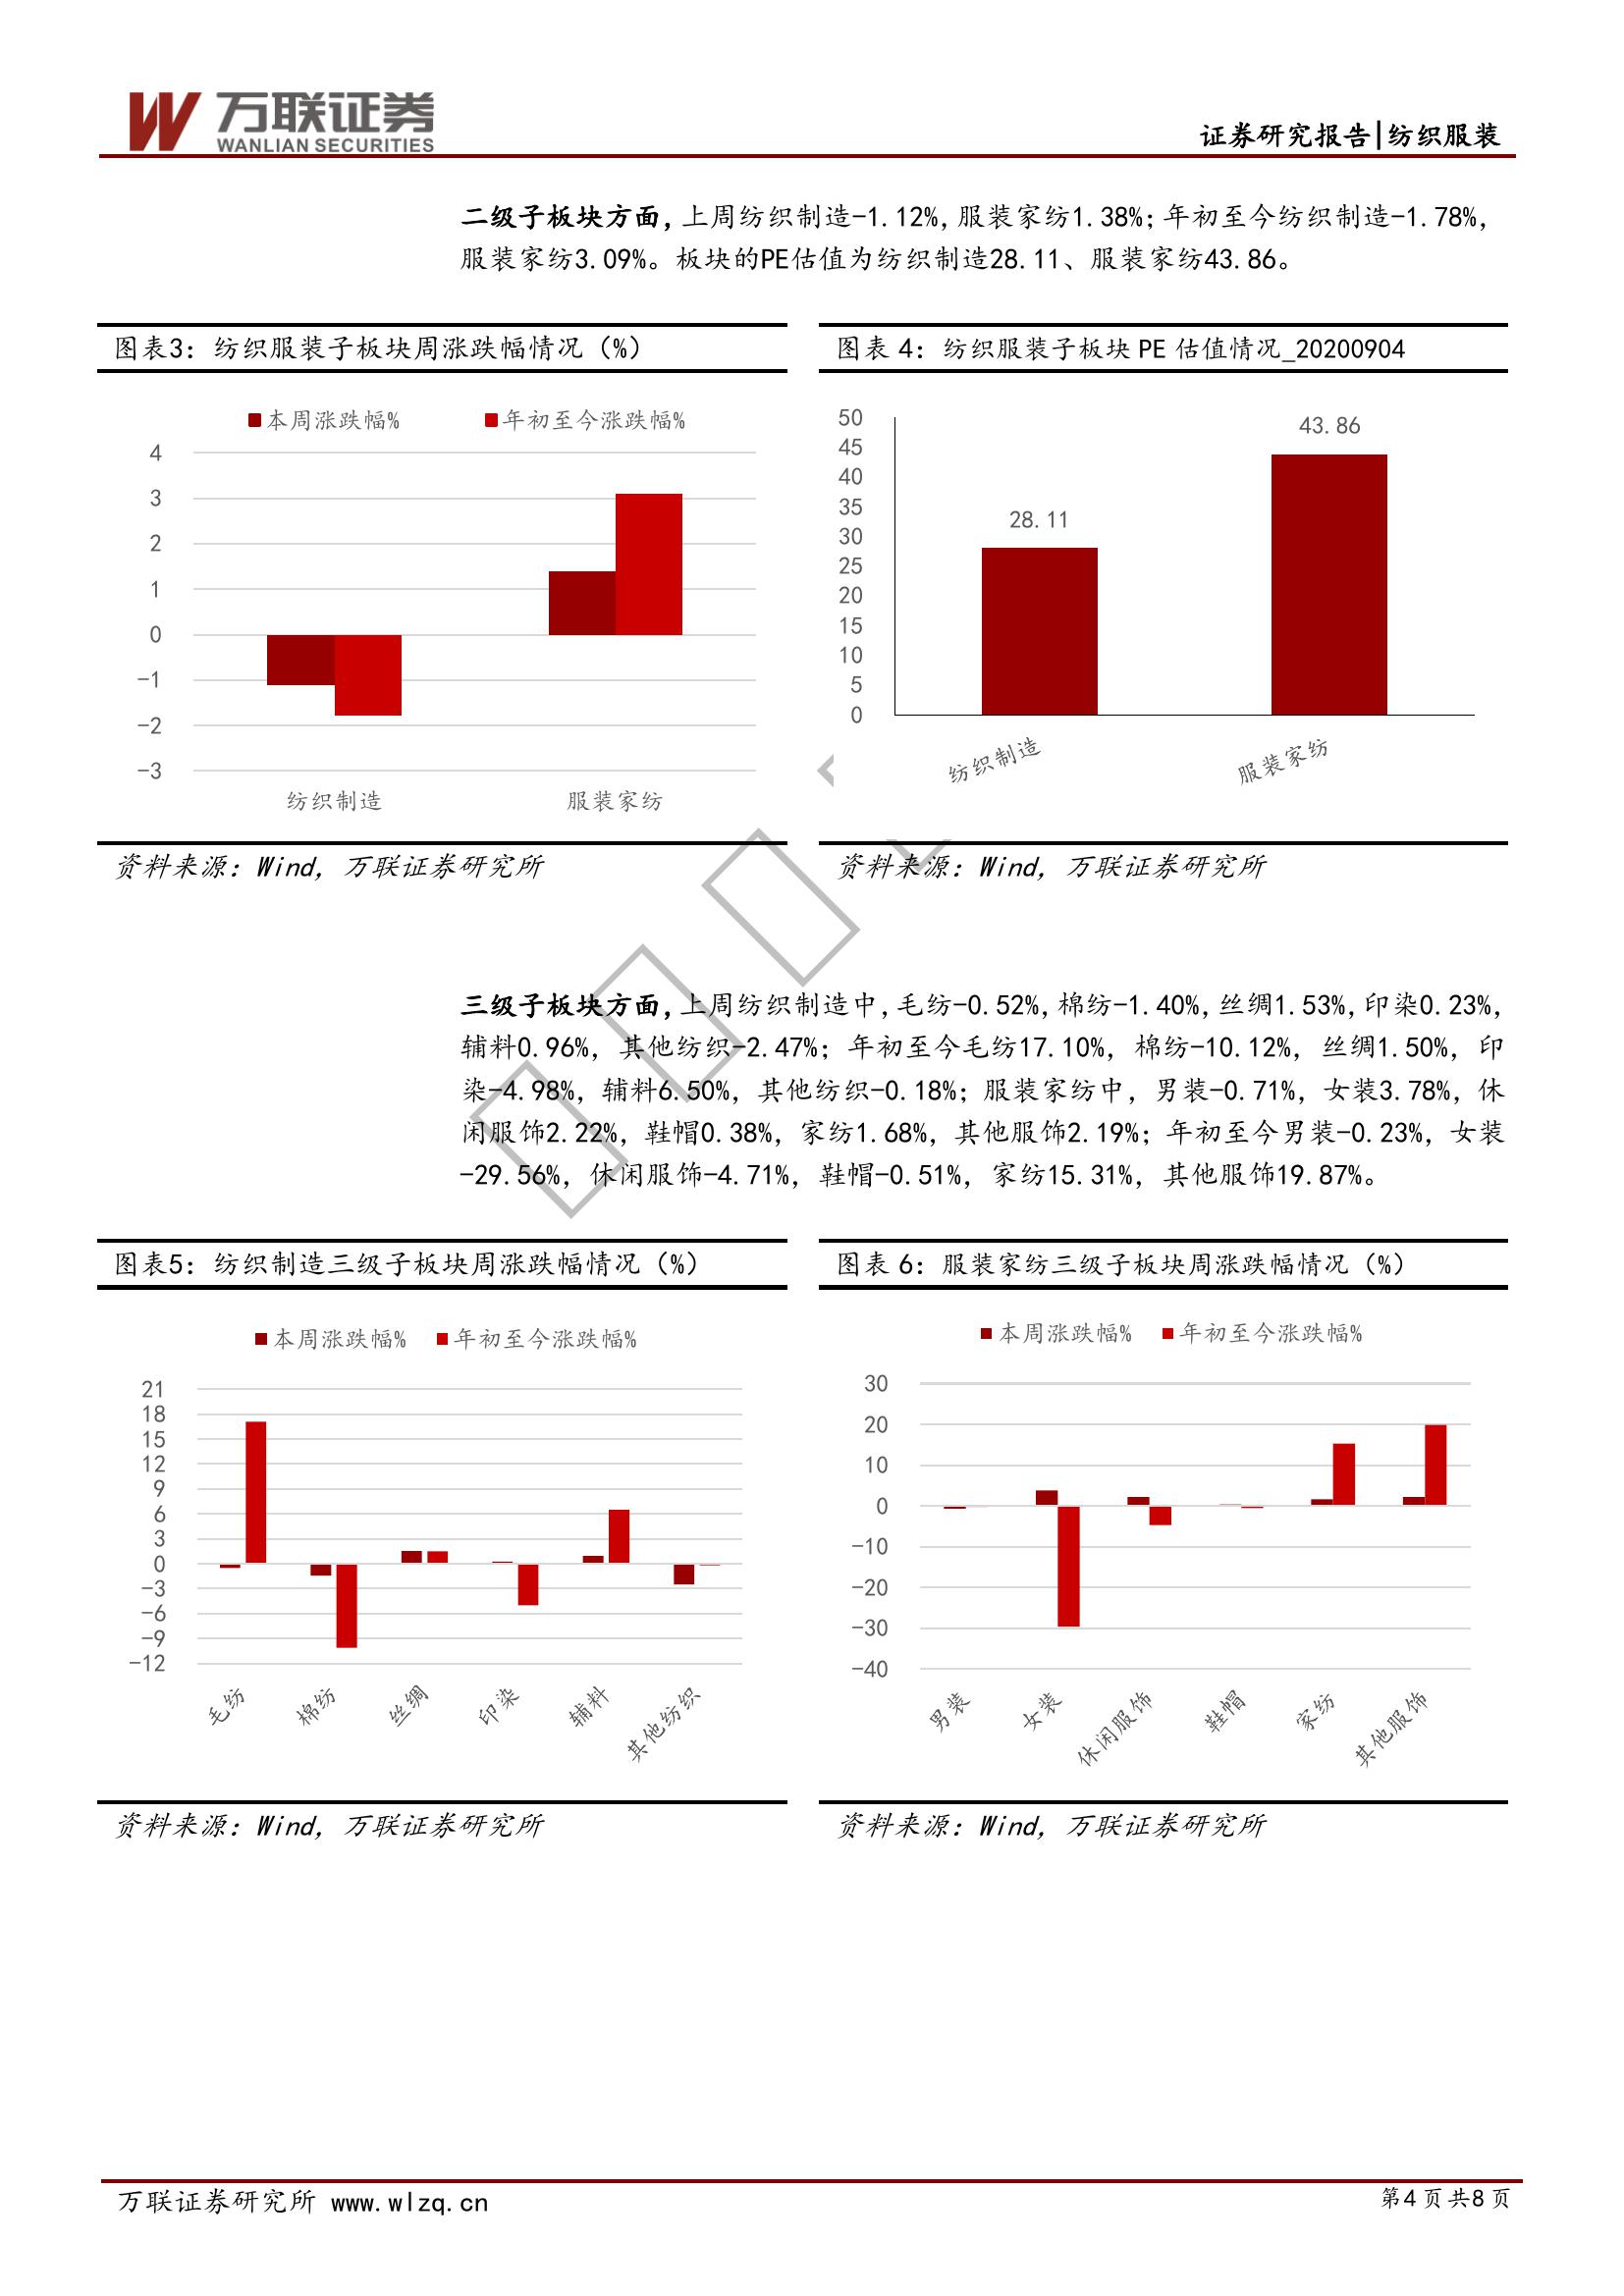 万联证券
WANLIAN SECURITIES
证券研究报告|纺织服装
二级子板块方面,上周纺织制造-1.12%,服装家纺1.38%;年初至今纺织制造-1.78%,
服装家纺3.09%。板块的PE估值为纺织制造28.11、服装家纺43.86。
图表3：纺织服装子板块周涨跌幅情况（%）
本周涨跌幅% 年初至今涨跌幅%
4
3
2
1
0
-1
-2
-3
纺织制造 服装家纺
资料来源：Wind，万联证券研究所
图表 4：纺织服装子板块 PE 估值情况_20200904
50
45
40
35
30
25
20
15
10
5
0
28.11
43.86
纺织制造 服装家纺
资料来源：Wind，万联证券研究所
三级子板块方面,上周纺织制造中,毛纺-0.52%,棉纺-1.40%,丝绸1.53%,印染0.23%,
辅料0.96%，其他纺织-2.47%；年初至今毛纺17.10%，棉纺-10.12%，丝绸1.50%，印
染-4.98%，辅料6.50%，其他纺织-0.18%；服装家纺中，男装-0.71%，女装3.78%，休
闲服饰2.22%，鞋帽0.38%，家纺1.68%，其他服饰2.19%；年初至今男装-0.23%，女装
-29.56%，休闲服饰-4.71%，鞋帽-0.51%，家纺15.31%，其他服饰19.87%。
图表5：纺织制造三级子板块周涨跌幅情况（%）
本周涨跌幅% 年初至今涨跌幅%
21
18
15
12
9
6
3
0
-3
-6
-9
-12
毛纺 棉纺 丝绸 印染 辅料 其他纺织
资料来源：Wind，万联证券研究所
图表 6：服装家纺三级子板块周涨跌幅情况（%）
本周涨跌幅% 年初至今涨跌幅%
30
20
10
0
-10
-20
-30
-40
男装 女装 休闲服饰 鞋帽 家纺 其他服饰
资料来源：Wind，万联证券研究所
万联证券研究所 www.wlzq.cn
第4页共8页